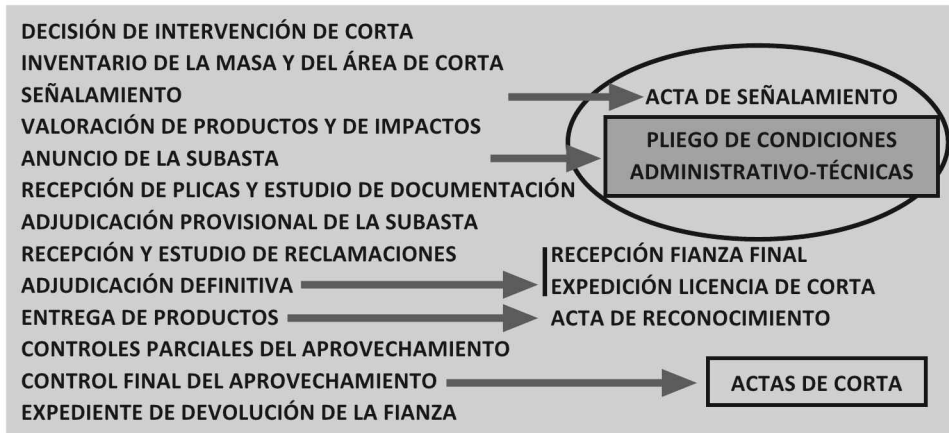 DECISIÓN DE INTERVENCIÓN DE CORTA
INVENTARIO DE LA MASA Y DEL ÁREA DE CORTA
SEÑALAMIENTO
ACTA DE SEÑALAMIENTO
VALORACIÓN DE PRODUCTOS Y DE IMPACTOS
PLIEGO DE CONDICIONES
ANUNCIO DE LA SUBASTA
ADMINISTRATIVO-TÉCNICAS
RECEPCIÓN DE PLICAS Y ESTUDIO DE DOCUMENTACIÓN
ADJUDICACIÓN PROVISIONAL DE LA SUBASTA
RECEPCIÓN Y ESTUDIO DE RECLAMACIONES
RECEPCIÓN FIANZA FINAL
ADJUDICACIÓN DEFINITIVA
EXPEDICIÓN LICENCIA DE CORTA
ENTREGA DE PRODUCTOS
ACTA DE RECONOCIMIENTO
CONTROLES PARCIALES DEL APROVECHAMIENTO
CONTROL FINAL DEL APROVECHAMIENTO
ACTAS DE CORTA
EXPEDIENTE DE DEVOLUCIÓN DE LA FIANZA